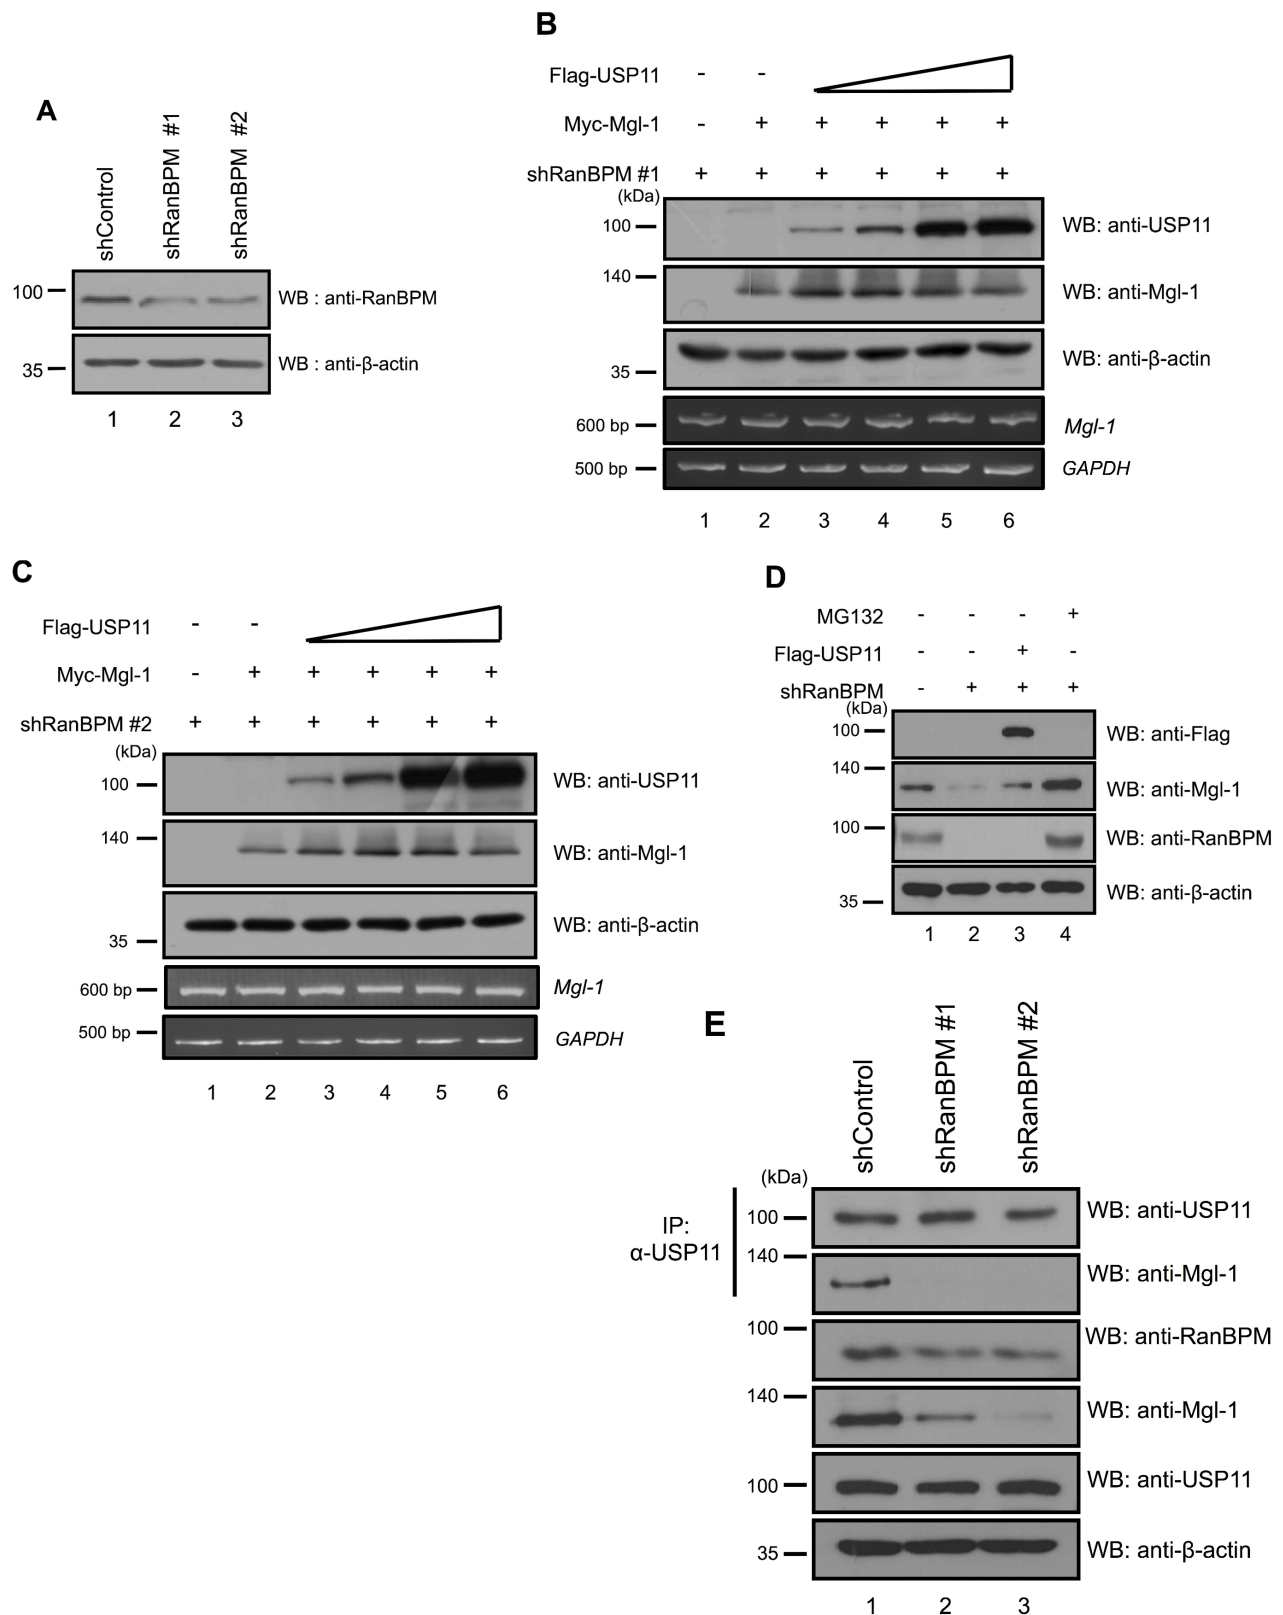 A
shControl
shRanBPM #1
shRanBPM #2
100
WB : anti-RanBPM
35
WB : anti-β-actin
1 2 3
B
Flag-USP11 - -
Myc-Mgl-1 - + + + + +
shRanBPM #1 + + + + + +
(kDa)
100
WB: anti-USP11
140
WB: anti-Mgl-1
35
WB: anti-β-actin
600 bp
Mgl-1
500 bp
GAPDH
1 2 3 4 5 6
C
Flag-USP11 - -
Myc-Mgl-1 - + + + + +
shRanBPM #2 + + + + + +
(kDa)
100
WB: anti-USP11
140
WB: anti-Mgl-1
35
WB: anti-β-actin
600 bp
Mgl-1
500 bp
GAPDH
1 2 3 4 5 6
D
MG132 - - - +
Flag-USP11 - - + -
shRanBPM - + + +
(kDa)
100
WB: anti-Flag
140
WB: anti-Mgl-1
100
WB: anti-RanBPM
35
WB: anti-β-actin
1 2 3 4
E
shControl
shRanBPM #1
shRanBPM #2
(kDa)
IP:
α-USP11
100
WB: anti-USP11
140
WB: anti-Mgl-1
100
WB: anti-RanBPM
140
WB: anti-Mgl-1
100
WB: anti-USP11
35
WB: anti-β-actin
1 2 3